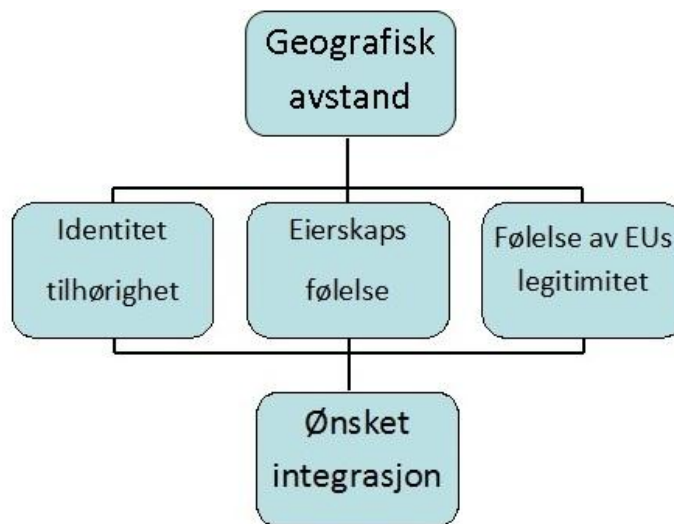 Geografisk
avstand
Identitet
tilhørighet
Eierskaps
følelse
Følelse av EUs
legitimitet
Ønsket
integrasjon